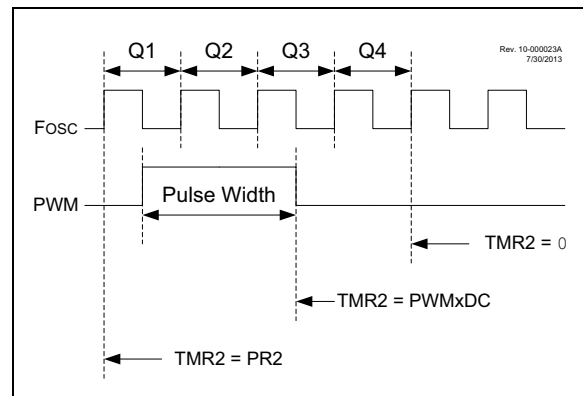 Q1 Q2 Q3 Q4
Rev. 10-000023A
7/30/2013
FOSC
PWM
Pulse Width
TMR2 = 0
TMR2 = PWMxDC
TMR2 = PR2